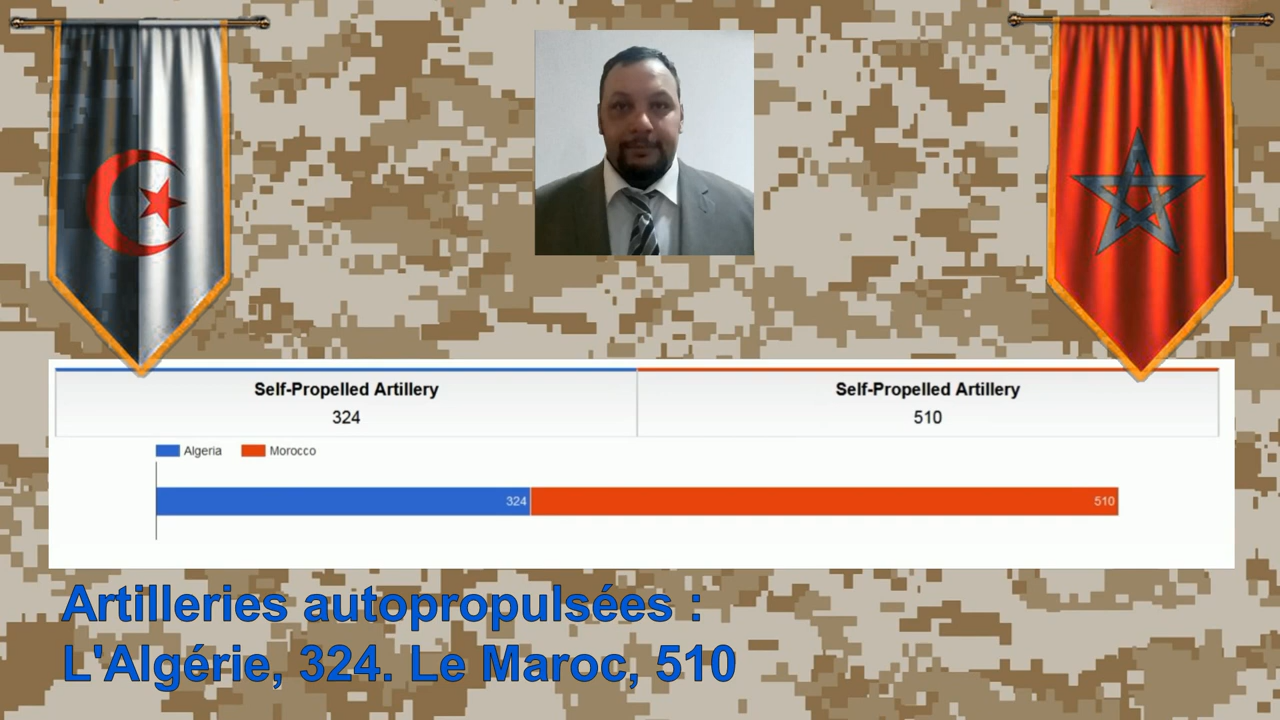 Self-Propelled Artillery
324
Self-Propelled Artillery
510
Algeria
Morocco
324
510
Artilleries autopropulsées :
L'Algérie, 324. Le Maroc, 510